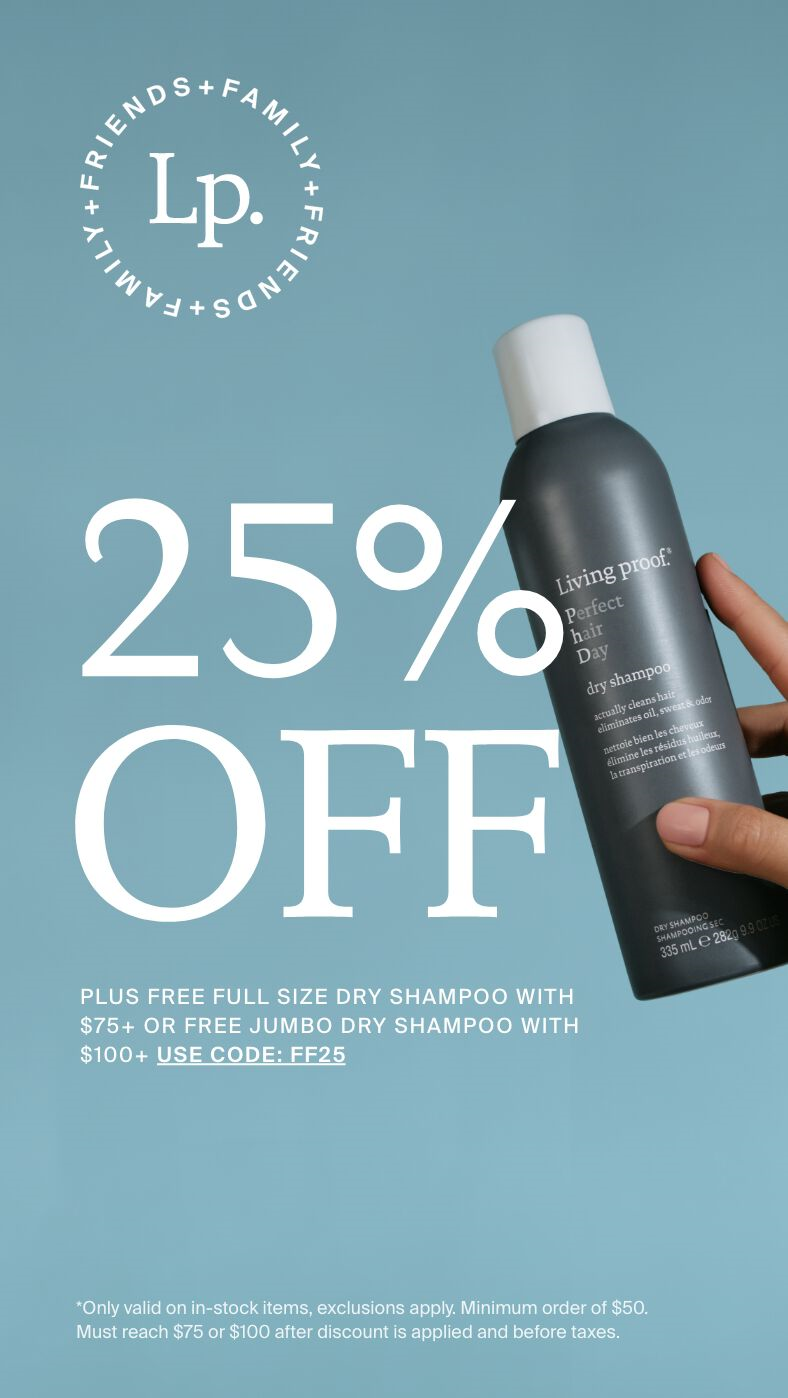 FRIENDS+FAMILY+FRIENDS+FAMILY+
Lp.
25%
OFF
Living proof.®
Perfect
hair
Day
dry shampoo
actually cleans hair
eliminates oil, sweat & odor
nettoie bien les cheveux
élimine les résidus huileux,
la transpiration et les odeurs
DRY SHAMPOO
SHAMPOOING SEC
335 mL ℮ 282g 9.9 OZ US
PLUS FREE FULL SIZE DRY SHAMPOO WITH
$75+ OR FREE JUMBO DRY SHAMPOO WITH
$100+ USE CODE: FF25
*Only valid on in-stock items, exclusions apply. Minimum order of $50.
Must reach $75 or $100 after discount is applied and before taxes.